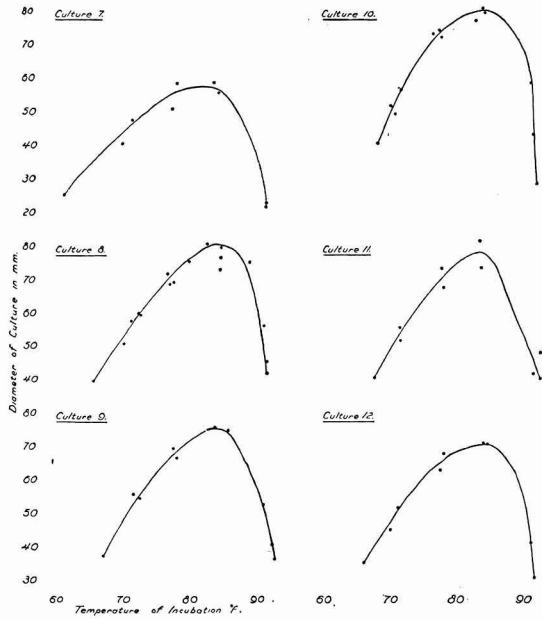 80
Culture 7.
Culture 10.
70
60
50
40
30
20
Culture 8.
80
Culture 11.
70
60
50
40
Diameter of Culture in mm.
80
Culture 9.
Culture 12.
70
60
50
40
30
60 70 80 90 60 70 80 90
Temperature of Incubation °F.